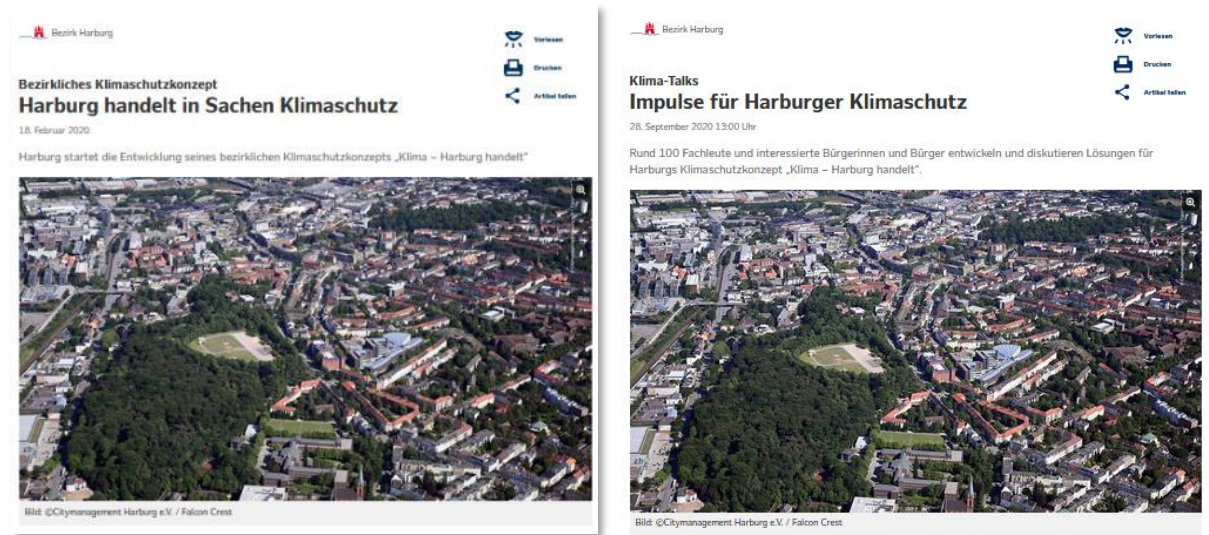 Bezirk Harburg
Vorlesen
Drucken
Artikel teilen
Bezirkliches Klimaschutzkonzept
Harburg handelt in Sachen Klimaschutz
18. Februar 2020
Harburg startet die Entwicklung seines bezirklichen Klimaschutzkonzepts „Klima – Harburg handelt“
Bild: ©Citymanagement Harburg e.V. / Falcon Crest
Bezirk Harburg
Vorlesen
Drucken
Artikel teilen
Klima-Talks
Impulse für Harburger Klimaschutz
28. September 2020 13:00 Uhr
Rund 100 Fachleute und interessierte Bürgerinnen und Bürger entwickeln und diskutieren Lösungen für
Harburgs Klimaschutzkonzept „Klima – Harburg handelt“.
Bild: ©Citymanagement Harburg e.V. / Falcon Crest